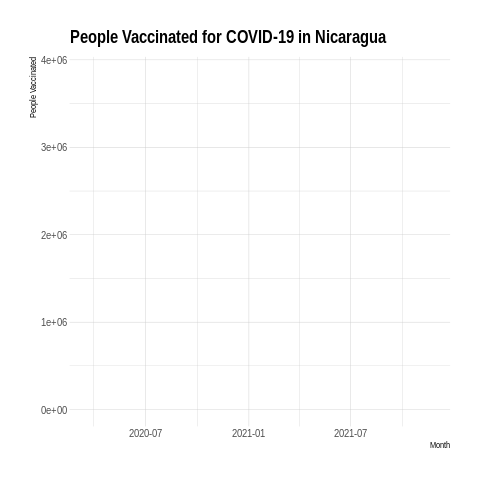 People Vaccinated for COVID-19 in Nicaragua
People Vaccinated
4e+06
3e+06
2e+06
1e+06
0e+00
2020-07 2021-01 2021-07
Month